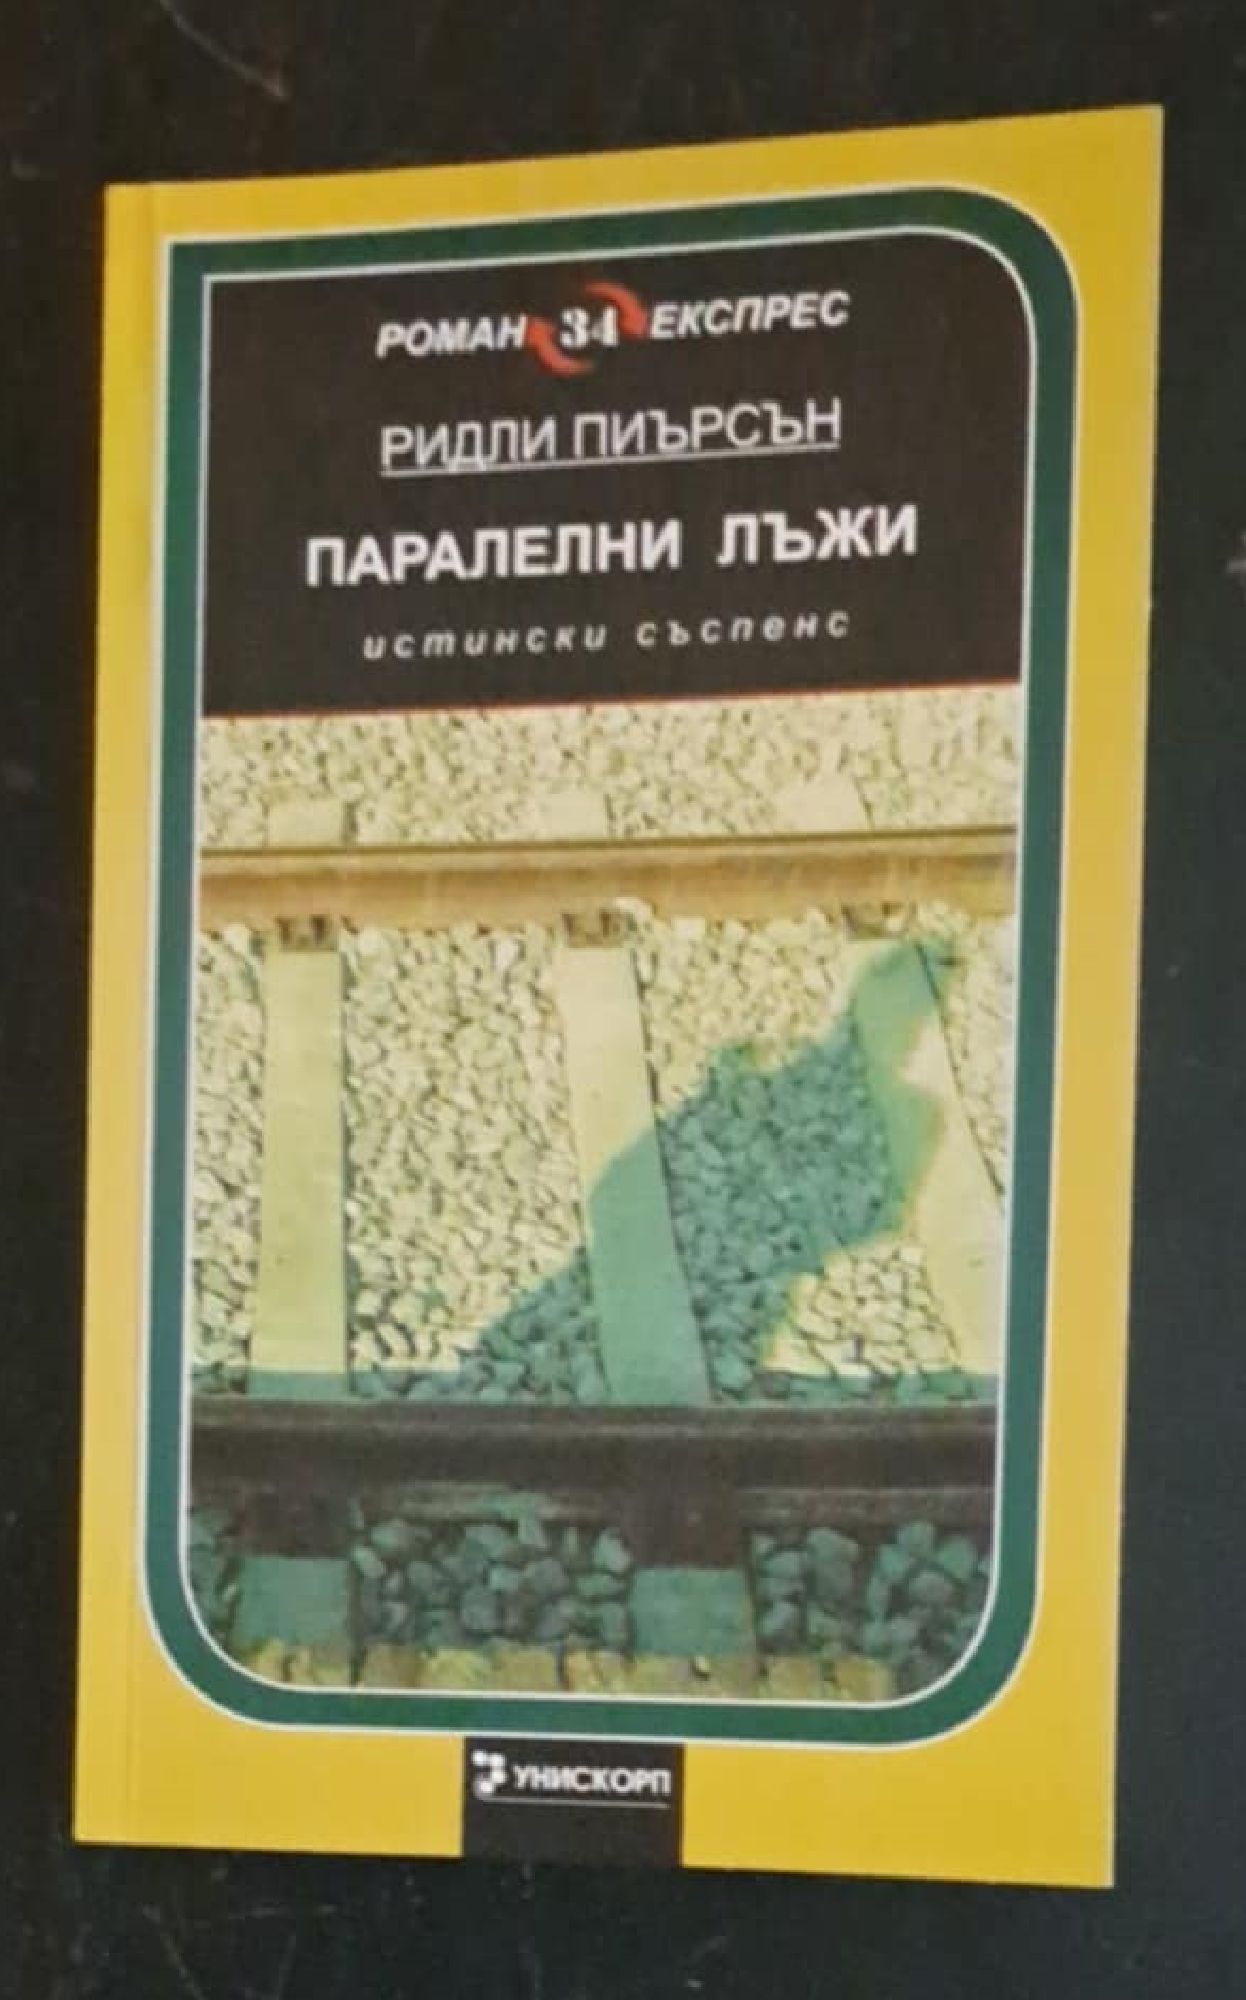 РОМАН 34 ЕКСПРЕС
РИДЛИ ПИЪРСЪН
ПАРАЛЕЛНИ ЛЪЖИ
истински съспенс
УНИСКОРП